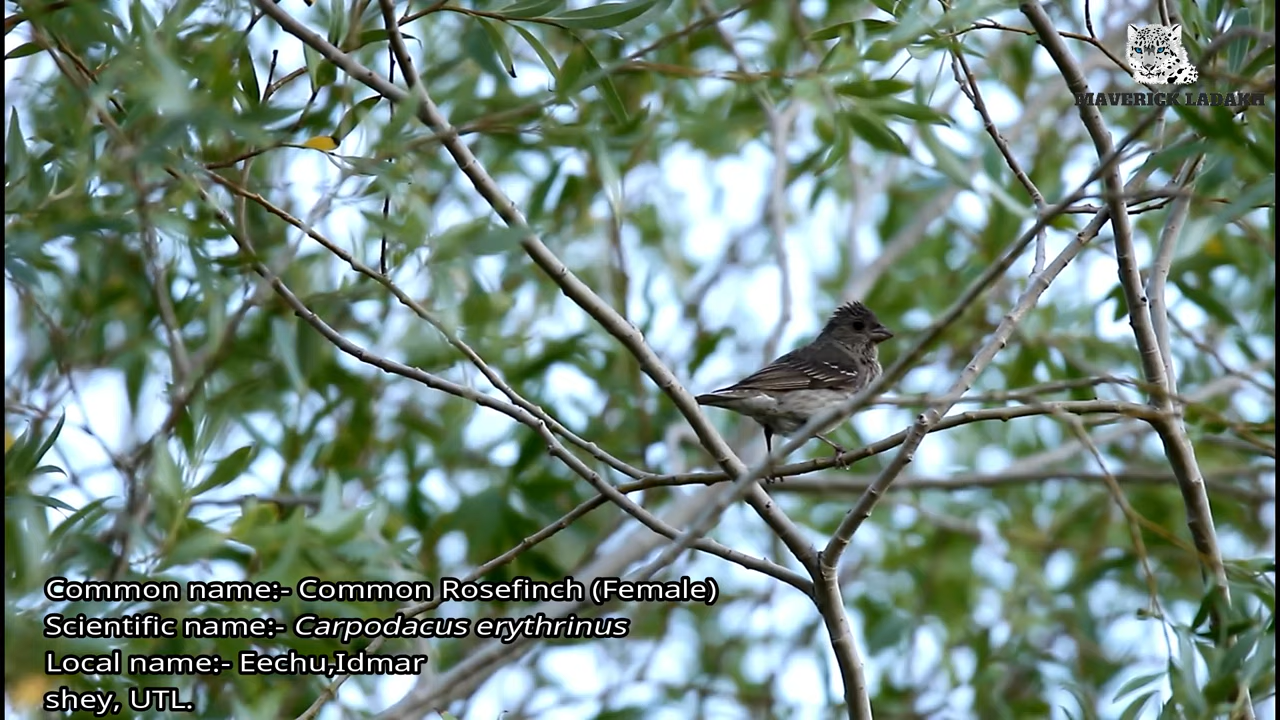 MAVERICK LADAKH
Common name:- Common Rosefinch (Female)
Scientific name:- Carpodacus erythrinus
Local name:- Eechu,Idmar
shey, UTL.